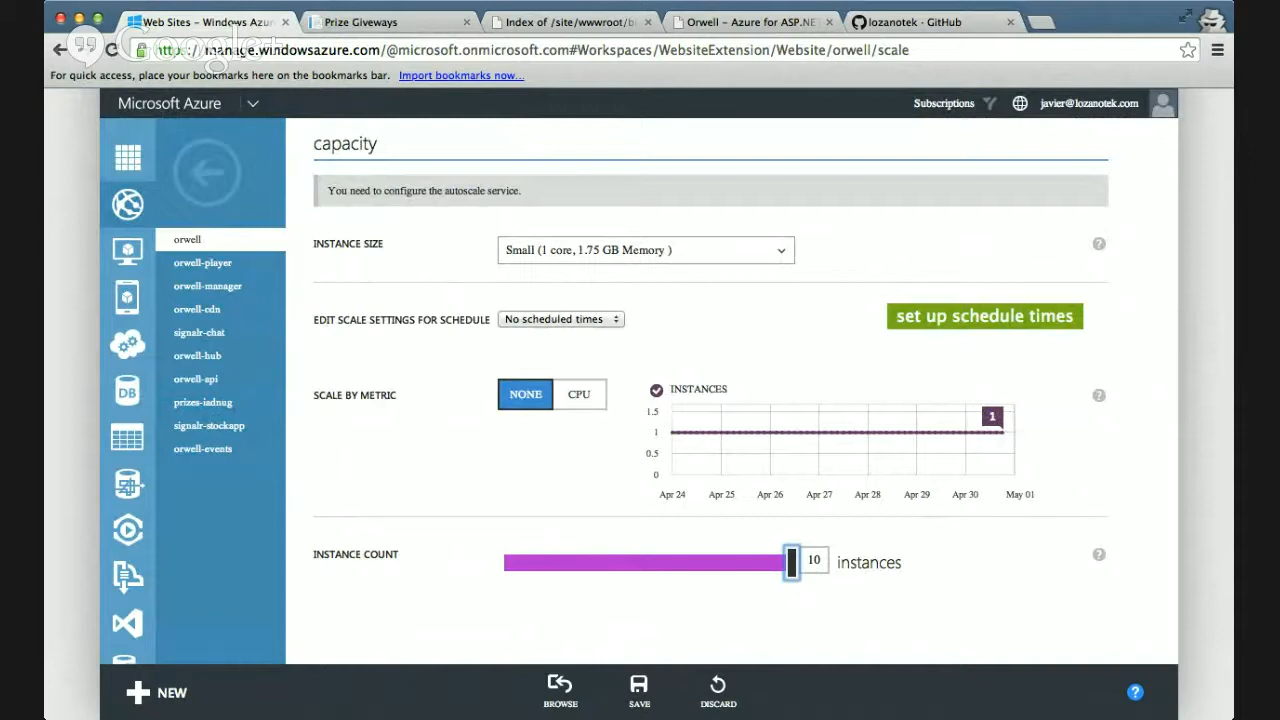 Web Sites - Windows Azur
Prize Giveways
Index of /site/wwwroot/b
Orwell – Azure for ASP.NE
lozanotek · GitHub
Google+
https://manage.windowsazure.com/@microsoft.onmicrosoft.com#Workspaces/WebsiteExtension/Website/orwell/scale
For quick access, place your bookmarks here on the bookmarks bar. Import bookmarks now...
Microsoft Azure
Subscriptions
javier@lozanotek.com
capacity
You need to configure the autoscale service.
orwell
orwell-player
orwell-manager
orwell-cdn
signalr-chat
orwell-hub
orwell-api
prizes-iadnug
signalr-stockapp
orwell-events
DB
INSTANCE SIZE
Small (1 core, 1.75 GB Memory )
?
EDIT SCALE SETTINGS FOR SCHEDULE
No scheduled times
set up schedule times
SCALE BY METRIC
NONE
CPU
INSTANCES
?
1.5
1
0.5
0
1
Apr 24
Apr 25
Apr 26
Apr 27
Apr 28
Apr 29
Apr 30
May 01
INSTANCE COUNT
10
instances
?
NEW
BROWSE
SAVE
DISCARD
?